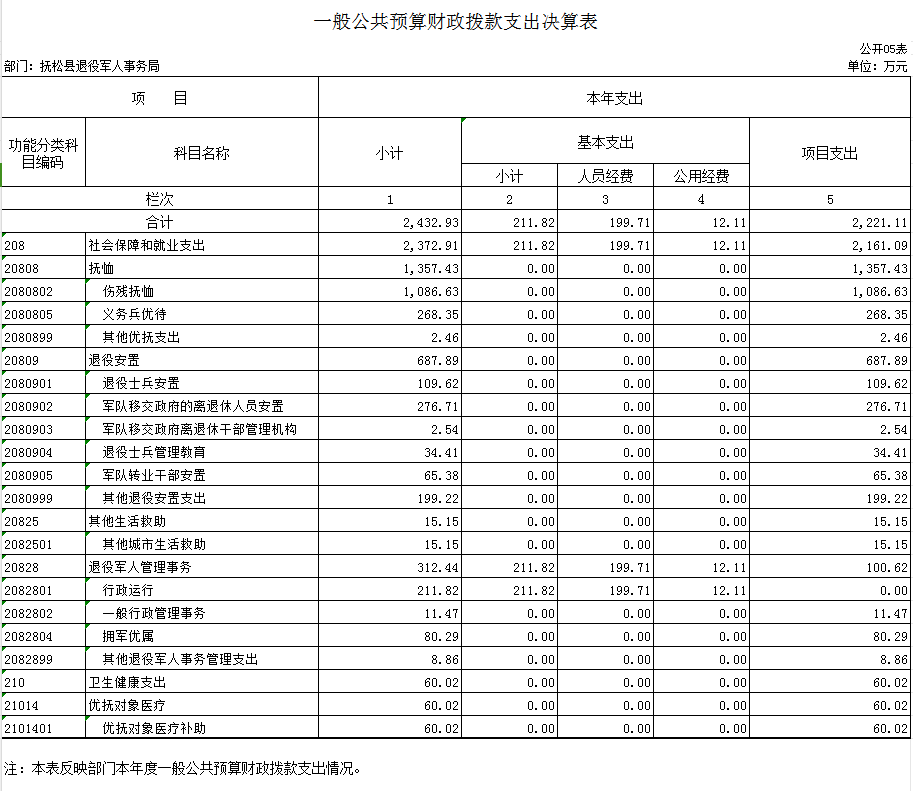 一般公共预算财政拨款支出决算表
公开05表
部门：抚松县退役军人事务局 单位：万元
项 目 本年支出
功能分类科目编码 科目名称 小计 基本支出 项目支出
小计 人员经费 公用经费
栏次 1 2 3 4 5
合计 2,432.93 211.82 199.71 12.11 2,221.11
208 社会保障和就业支出 2,372.91 211.82 199.71 12.11 2,161.09
20808 抚恤 1,357.43 0.00 0.00 0.00 1,357.43
2080802 伤残抚恤 1,086.63 0.00 0.00 0.00 1,086.63
2080805 义务兵优待 268.35 0.00 0.00 0.00 268.35
2080899 其他优抚支出 2.46 0.00 0.00 0.00 2.46
20809 退役安置 687.89 0.00 0.00 0.00 687.89
2080901 退役士兵安置 109.62 0.00 0.00 0.00 109.62
2080902 军队移交政府的离退休人员安置 276.71 0.00 0.00 0.00 276.71
2080903 军队移交政府离退休干部管理机构 2.54 0.00 0.00 0.00 2.54
2080904 退役士兵管理教育 34.41 0.00 0.00 0.00 34.41
2080905 军队转业干部安置 65.38 0.00 0.00 0.00 65.38
2080999 其他退役安置支出 199.22 0.00 0.00 0.00 199.22
20825 其他生活救助 15.15 0.00 0.00 0.00 15.15
2082501 其他城市生活救助 15.15 0.00 0.00 0.00 15.15
20828 退役军人管理事务 312.44 211.82 199.71 12.11 100.62
2082801 行政运行 211.82 211.82 199.71 12.11 0.00
2082802 一般行政管理事务 11.47 0.00 0.00 0.00 11.47
2082804 拥军优属 80.29 0.00 0.00 0.00 80.29
2082899 其他退役军人事务管理支出 8.86 0.00 0.00 0.00 8.86
210 卫生健康支出 60.02 0.00 0.00 0.00 60.02
21014 优抚对象医疗 60.02 0.00 0.00 0.00 60.02
2101401 优抚对象医疗补助 60.02 0.00 0.00 0.00 60.02
注：本表反映部门本年度一般公共预算财政拨款支出情况。